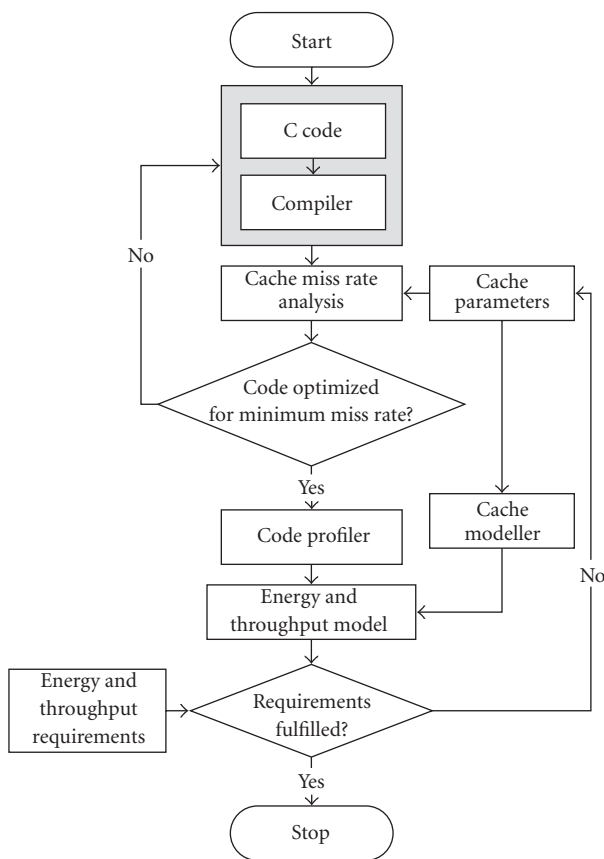 Start
C code
Compiler
No
Cache miss rate
analysis
Cache
parameters
Code optimized
for minimum miss rate?
Yes
Cache
modeller
Code profiler
No
Energy and
throughput model
Energy and
throughput
requirements
Requirements
fulfilled?
Yes
Stop